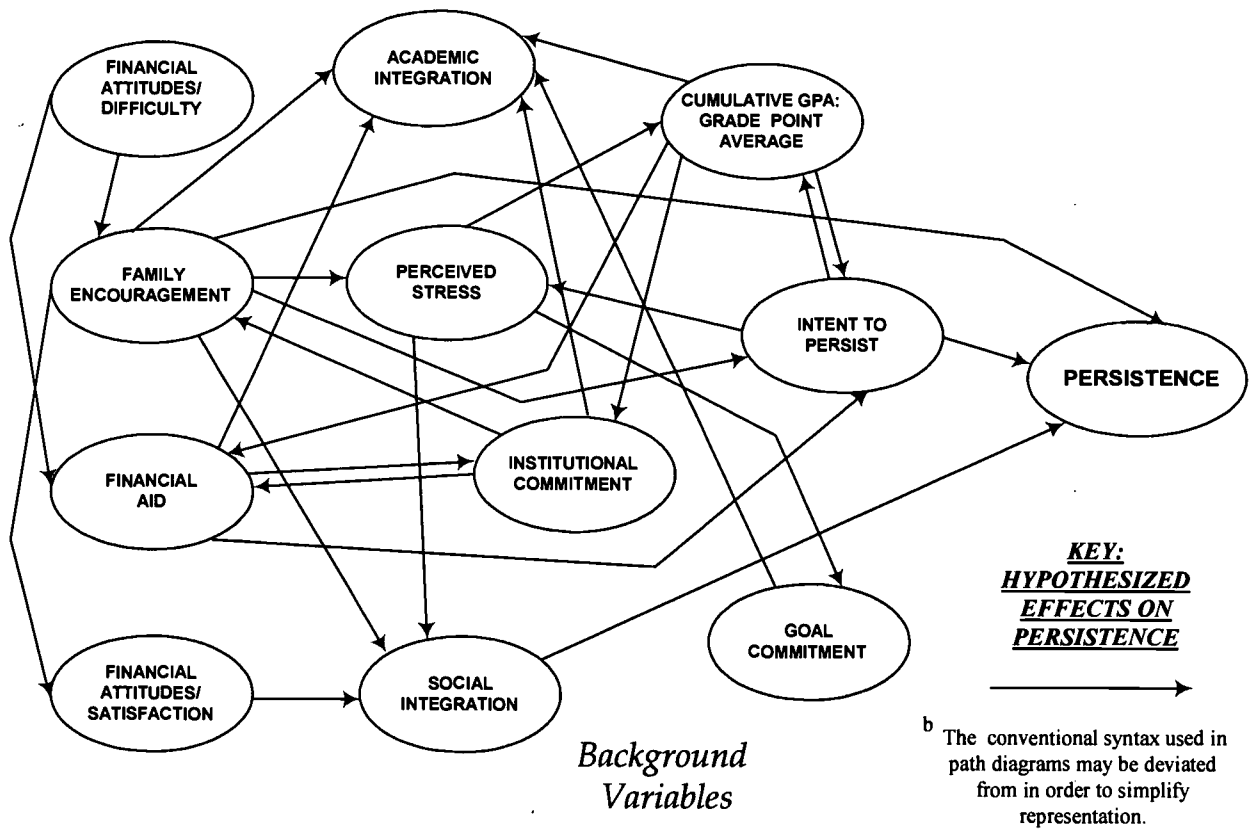 FINANCIAL
ATTITUDES/
DIFFICULTY
ACADEMIC
INTEGRATION
CUMULATIVE GPA:
GRADE POINT
AVERAGE
FAMILY
ENCOURAGEMENT
PERCEIVED
STRESS
INTENT TO
PERSIST
PERSISTENCE
FINANCIAL
AID
INSTITUTIONAL
COMMITMENT
GOAL
COMMITMENT
FINANCIAL
ATTITUDES/
SATISFACTION
SOCIAL
INTEGRATION
Background
Variables
KEY:
HYPOTHESIZED
EFFECTS ON
PERSISTENCE
b The conventional syntax used in
path diagrams may be deviated
from in order to simplify
representation.